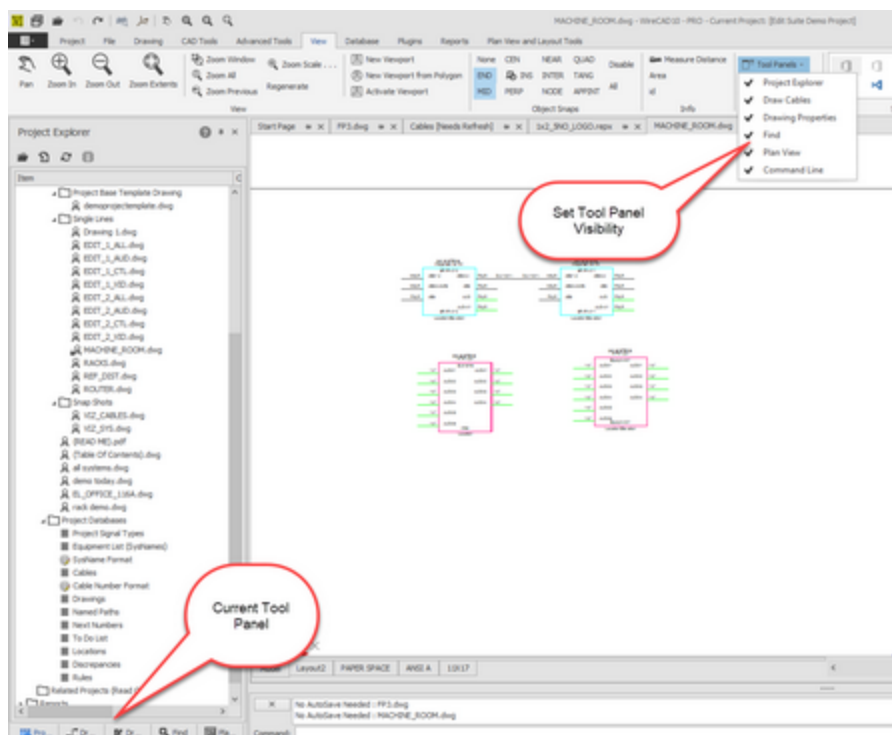 MACHINE_ROOM.dwg - WireCAD10 - PRO - Current Project: [Edit Suite Demo Project]
Project File Drawing CAD Tools Advanced Tools View Database Plugins Reports Plan View and Layout Tools
Pan Zoom In Zoom Out Zoom Extents
Zoom Window
Zoom All
Zoom Previous
Zoom Scale . . .
Regenerate
View
New Viewport
New Viewport from Polygon
Activate Viewport
None CEN NEAR QUAD Disable
END INS INTER TANG All
MID PERP NODE APPINT
Object Snaps
Measure Distance
Area
id
Info
Tool Panels
Project Explorer
Draw Cables
Drawing Properties
Find
Plan View
Command Line
Project Explorer
Start Page FP3.dwg Cables [Needs Refresh] 1x2_SNO_LOGO.repx MACHINE_ROOM.dwg
Item
Project Base Template Drawing
demoprojectemplate.dwg
Single Lines
Drawing 1.dwg
EDIT_1_ALL.dwg
EDIT_1_AUD.dwg
EDIT_1_CTL.dwg
EDIT_1_VID.dwg
EDIT_2_ALL.dwg
EDIT_2_AUD.dwg
EDIT_2_CTL.dwg
EDIT_2_VID.dwg
MACHINE_ROOM.dwg
RACKS.dwg
REF_DIST.dwg
ROUTER.dwg
Snap Shots
VIZ_CABLES.dwg
VIZ_SYS.dwg
(READ ME).pdf
(Table Of Contents).dwg
all systems.dwg
demo today.dwg
EL_OFFICE_116A.dwg
rack demo.dwg
Project Databases
Project Signal Types
Equipment List (SysNames)
SysName Format
Cables
Cable Number Format
Drawings
Named Paths
Next Numbers
To Do List
Locations
Discrepancies
Rules
Related Projects (Read
Reports
Set Tool Panel
Visibility
Current Tool
Panel
Model Layout2 PAPER SPACE ANSI A 11X17
No AutoSave Needed : FP3.dwg
No AutoSave Needed : MACHINE_ROOM.dwg
Pro... Dr... Dr... Find Pla...
Command: